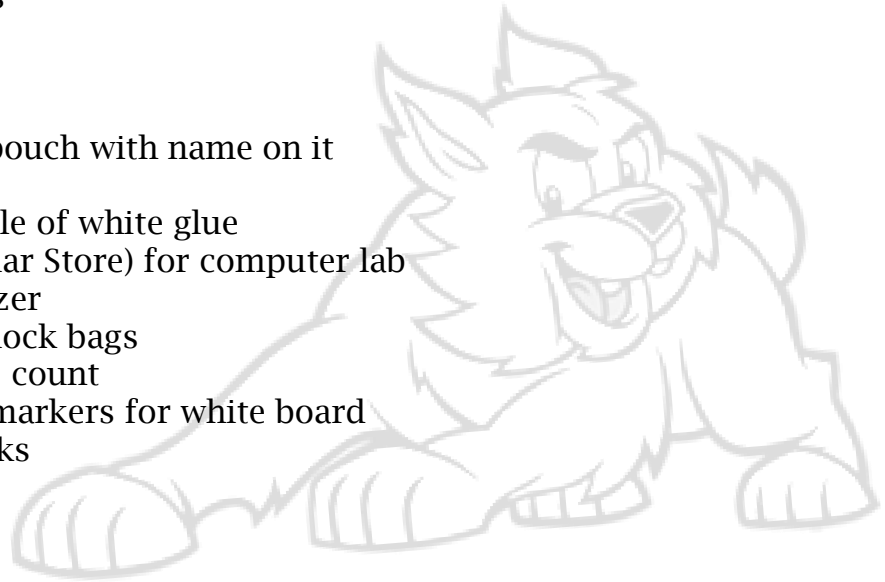 pouch with name on it
le of white glue
ar Store) for computer lab
zer
lock bags
count
markers for white board
ks